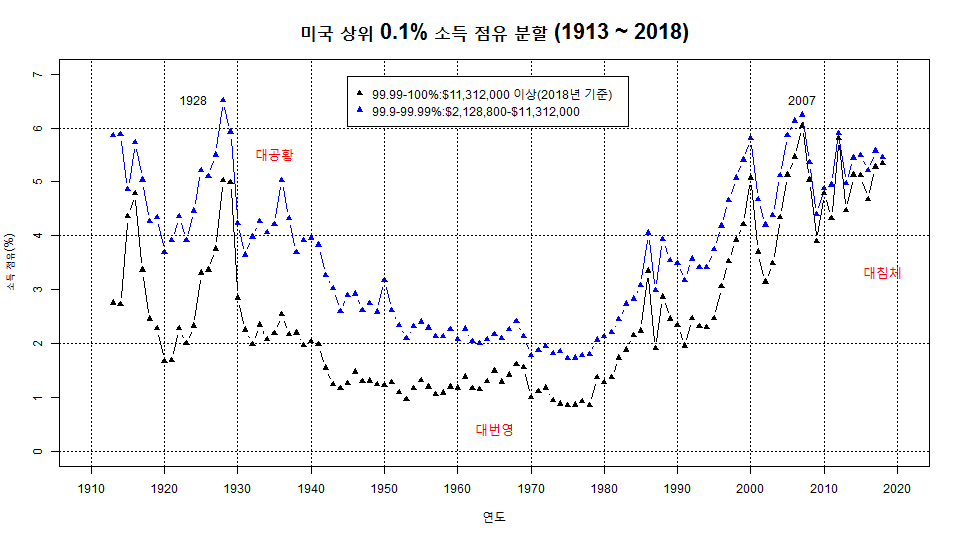 미국 상위 0.1% 소득 점유 분할 (1913 ~ 2018)
99.99-100%:$11,312,000 이상(2018년 기준)
99.9-99.99%:$2,128,800-$11,312,000
1928
2007
대공황
대침체
대번영
소득 점유(%)
7
6
5
4
3
2
1
0
1910 1920 1930 1940 1950 1960 1970 1980 1990 2000 2010 2020
연도